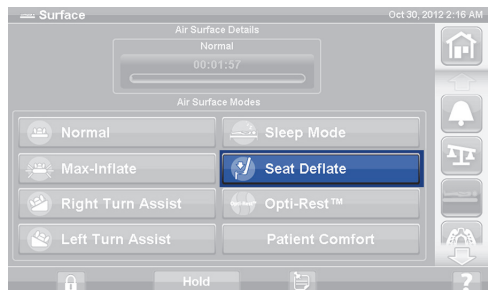 Surface
Oct 30, 2012 2:16 AM
Air Surface Details
Normal
00:01:57
Air Surface Modes
Normal
Sleep Mode
Max-Inflate
Seat Deflate
Right Turn Assist
Opti-Rest™
Left Turn Assist
Patient Comfort
Hold
?